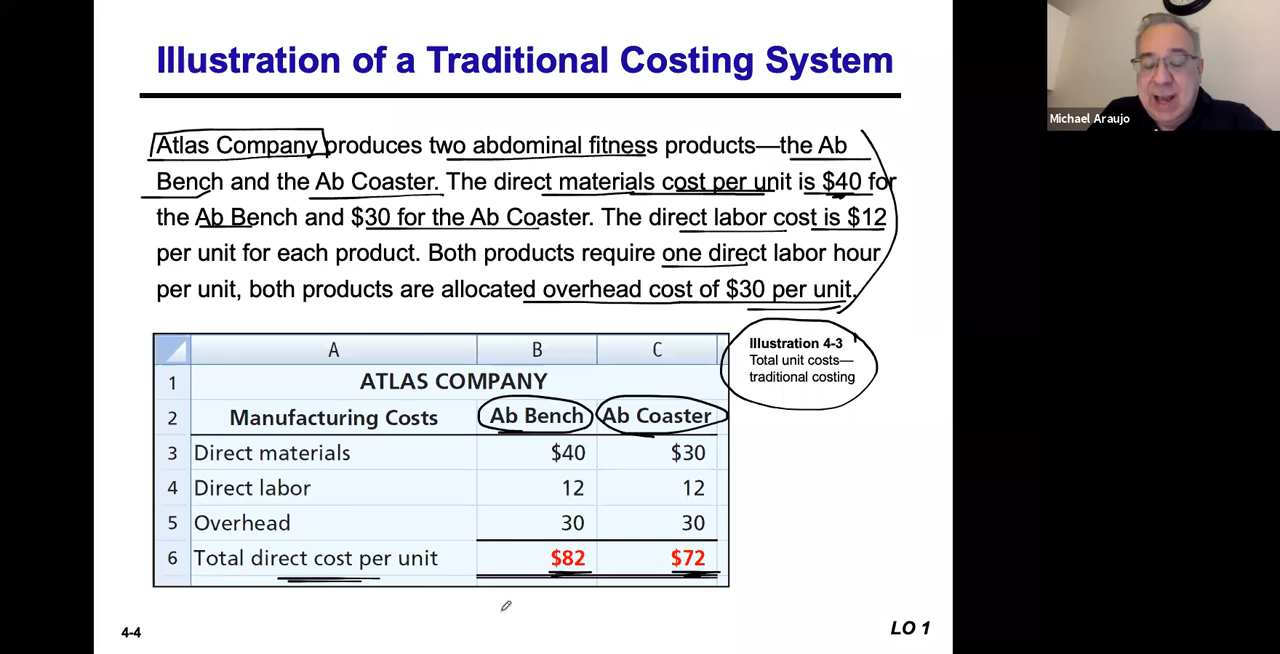 Illustration of a Traditional Costing System
Michael Araujo
Atlas Company produces two abdominal fitness products—the Ab
Bench and the Ab Coaster. The direct materials cost per unit is $40 for
the Ab Bench and $30 for the Ab Coaster. The direct labor cost is $12
per unit for each product. Both products require one direct labor hour
per unit, both products are allocated overhead cost of $30 per unit.
Illustration 4-3
Total unit costs—
traditional costing
A B C
1 ATLAS COMPANY
2 Manufacturing Costs Ab Bench Ab Coaster
3 Direct materials $40 $30
4 Direct labor 12 12
5 Overhead 30 30
6 Total direct cost per unit $82 $72
4-4
LO 1